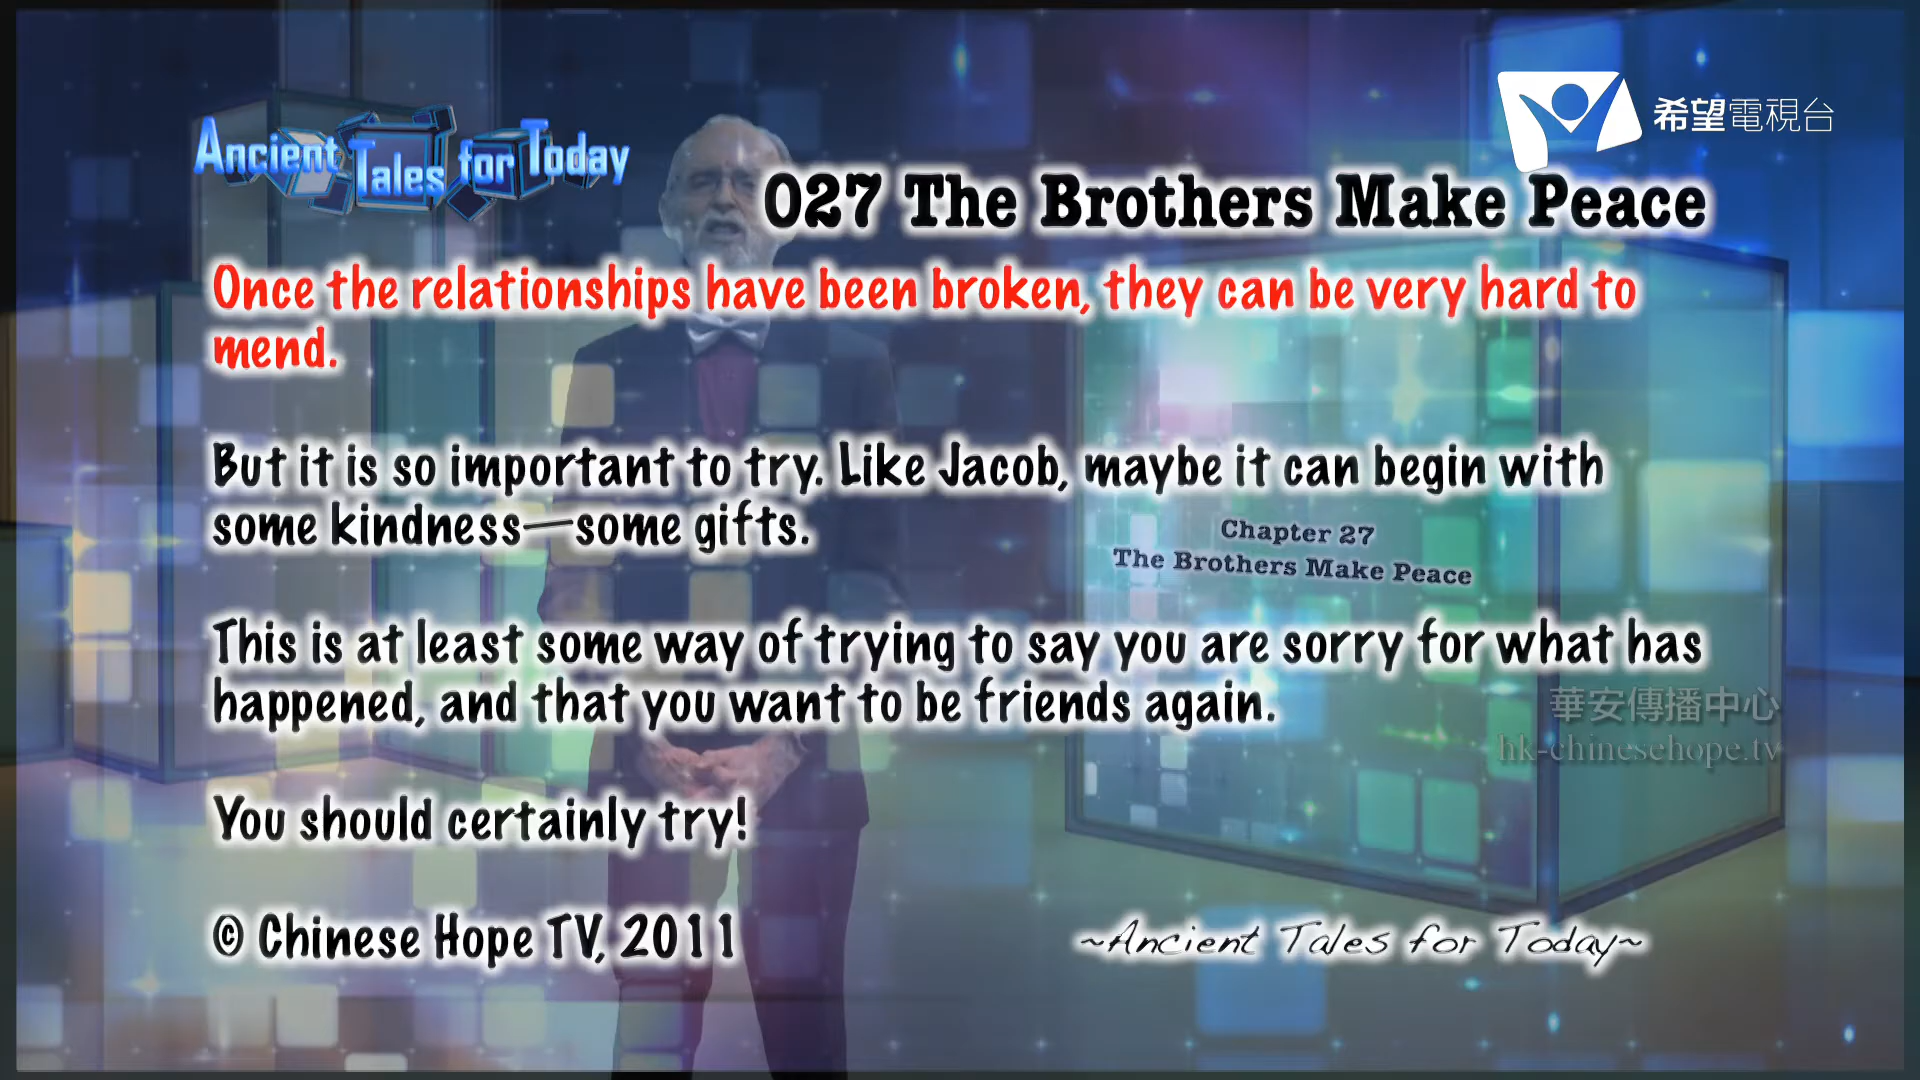 希望電視台
Ancient Tales for Today
027 The Brothers Make Peace
Once the relationships have been broken, they can be very hard to
mend.
But it is so important to try. Like Jacob, maybe it can begin with
some kindness—some gifts.
Chapter 27
The Brothers Make Peace
This is at least some way of trying to say you are sorry for what has
happened, and that you want to be friends again.
華安傳播中心
hk-chinesehope.tv
You should certainly try!
© Chinese Hope TV, 2011
~Ancient Tales for Today~